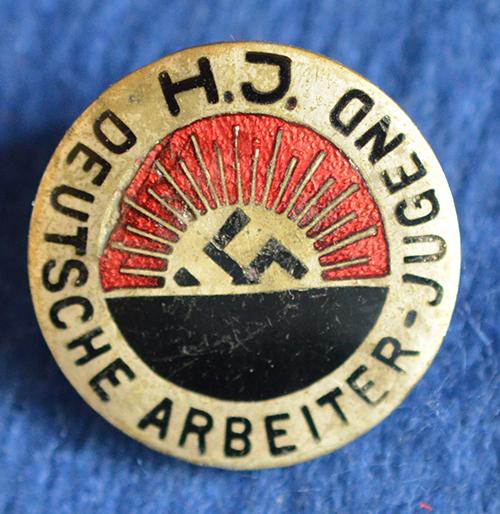 H.J.
DEUTSCHE ARBEITER-JUGEND